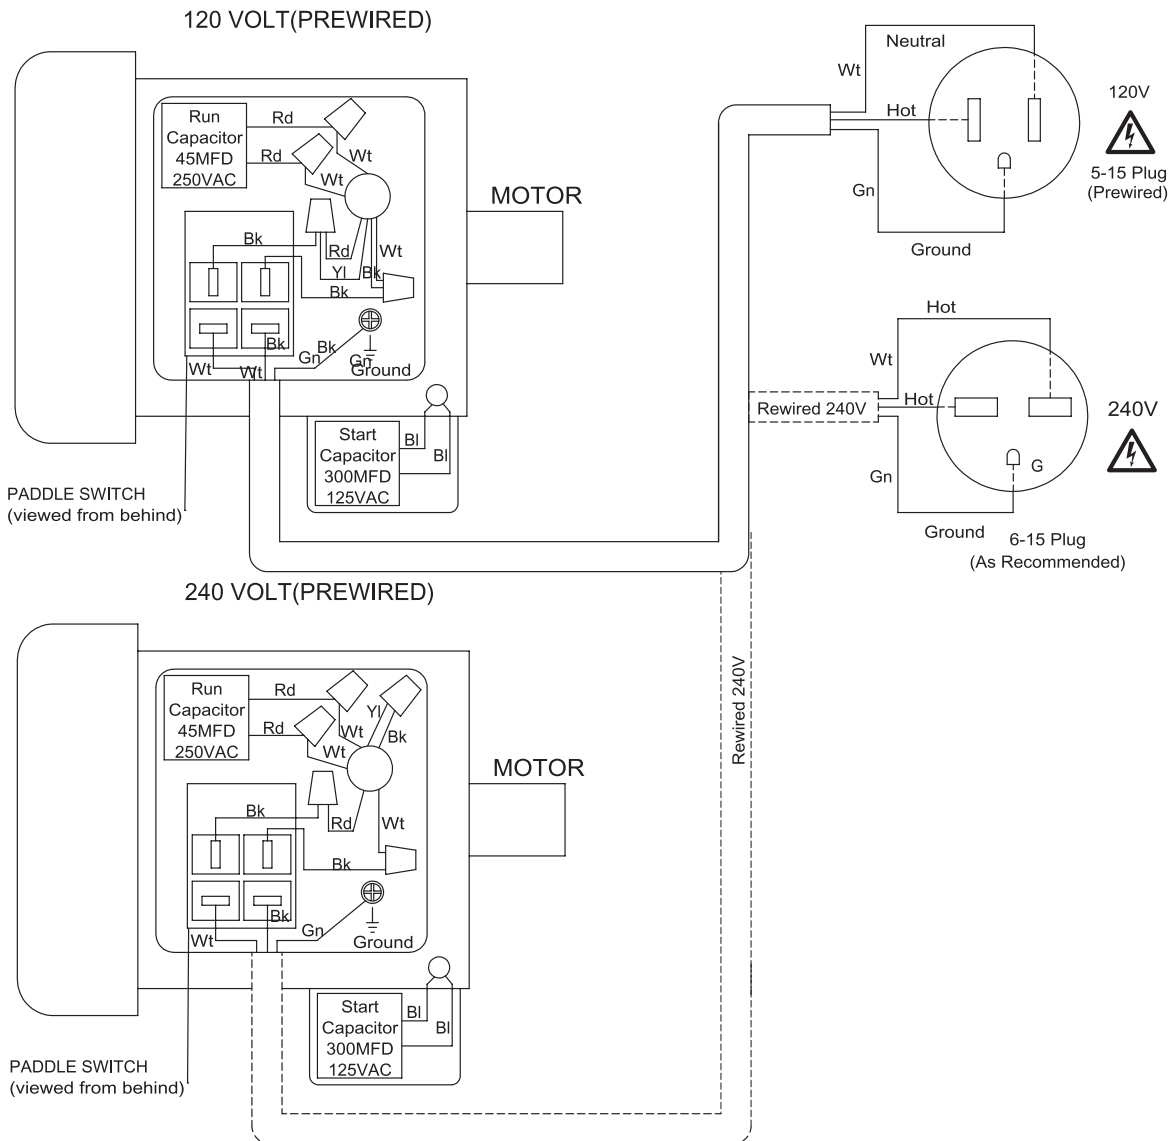 120 VOLT(PREWIRED)
Run
Capacitor
45MFD
250VAC
Rd
Rd
Wt
Wt
Bk
Rd
Wt
Yl
Bk
Bk
Bk
Bk
Gn
Gn
Ground
Wt
Wt
MOTOR
Start
Capacitor
300MFD
125VAC
Bl
Bl
PADDLE SWITCH
(viewed from behind)
Neutral
Wt
Hot
Gn
Ground
120V
5-15 Plug
(Prewired)
Hot
Wt
Hot
Rewired 240V
Gn
G
Ground
240V
6-15 Plug
(As Recommended)
240 VOLT(PREWIRED)
Run
Capacitor
45MFD
250VAC
Rd
Rd
Yl
Wt
Bk
Wt
Bk
Rd
Wt
Bk
Bk
Gn
Wt
Ground
MOTOR
Start
Capacitor
300MFD
125VAC
Bl
Bl
PADDLE SWITCH
(viewed from behind)
Rewired 240V